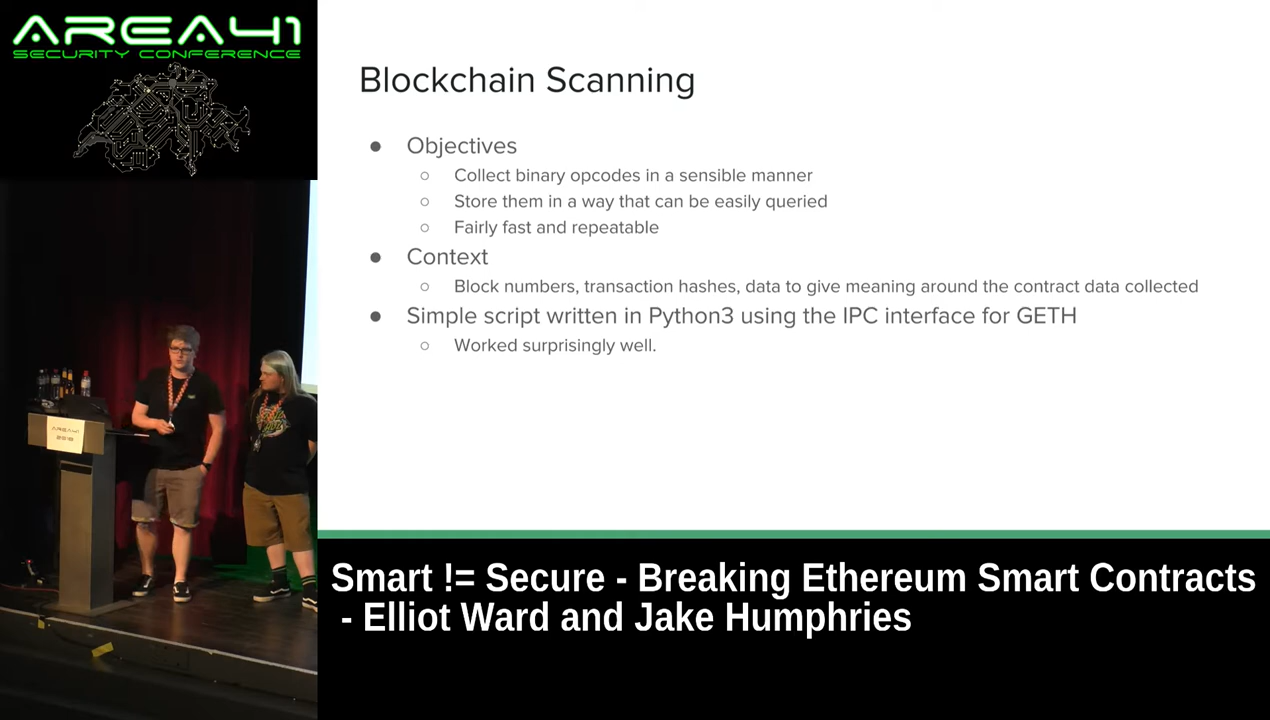 AREA41
SECURITY CONFERENCE
Blockchain Scanning
● Objectives
○ Collect binary opcodes in a sensible manner
○ Store them in a way that can be easily queried
○ Fairly fast and repeatable
● Context
○ Block numbers, transaction hashes, data to give meaning around the contract data collected
● Simple script written in Python3 using the IPC interface for GETH
○ Worked surprisingly well.
AREA41
Smart != Secure - Breaking Ethereum Smart Contracts
- Elliot Ward and Jake Humphries